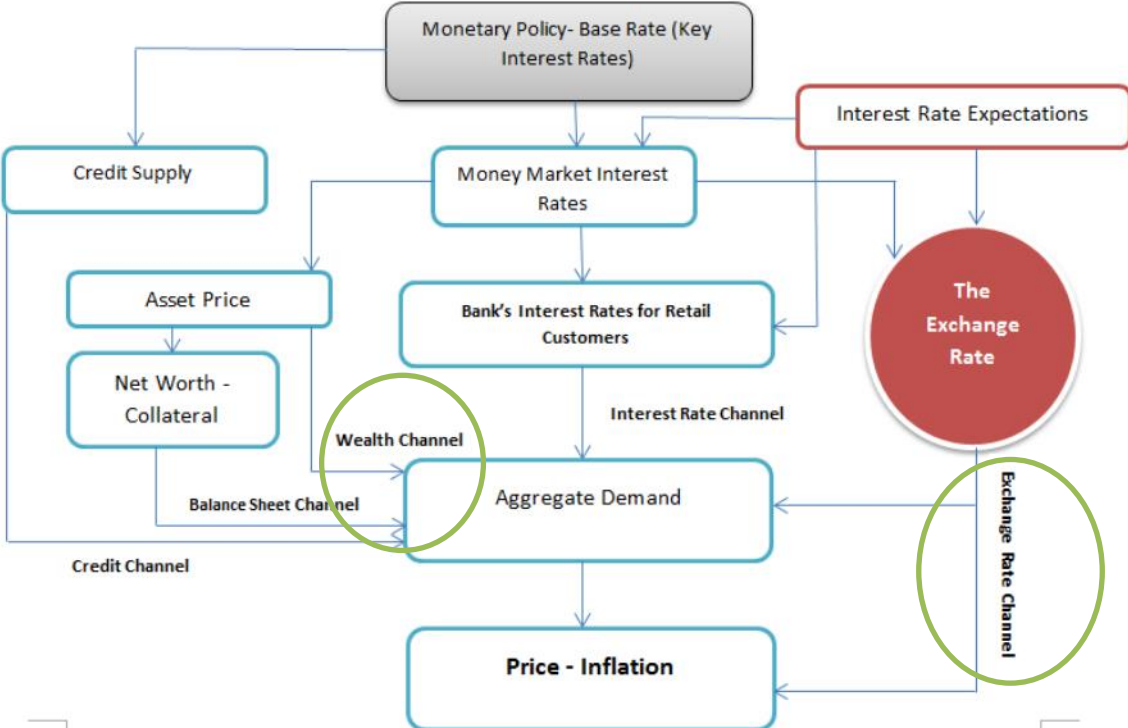 Monetary Policy- Base Rate (Key
Interest Rates)
Interest Rate Expectations
Credit Supply
Money Market Interest
Rates
Asset Price
Bank's Interest Rates for Retail
Customers
The
Exchange
Rate
Net Worth -
Collateral
Interest Rate Channel
Wealth Channel
Balance Sheet Channel
Aggregate Demand
Exchange Rate Channel
Credit Channel
Price - Inflation